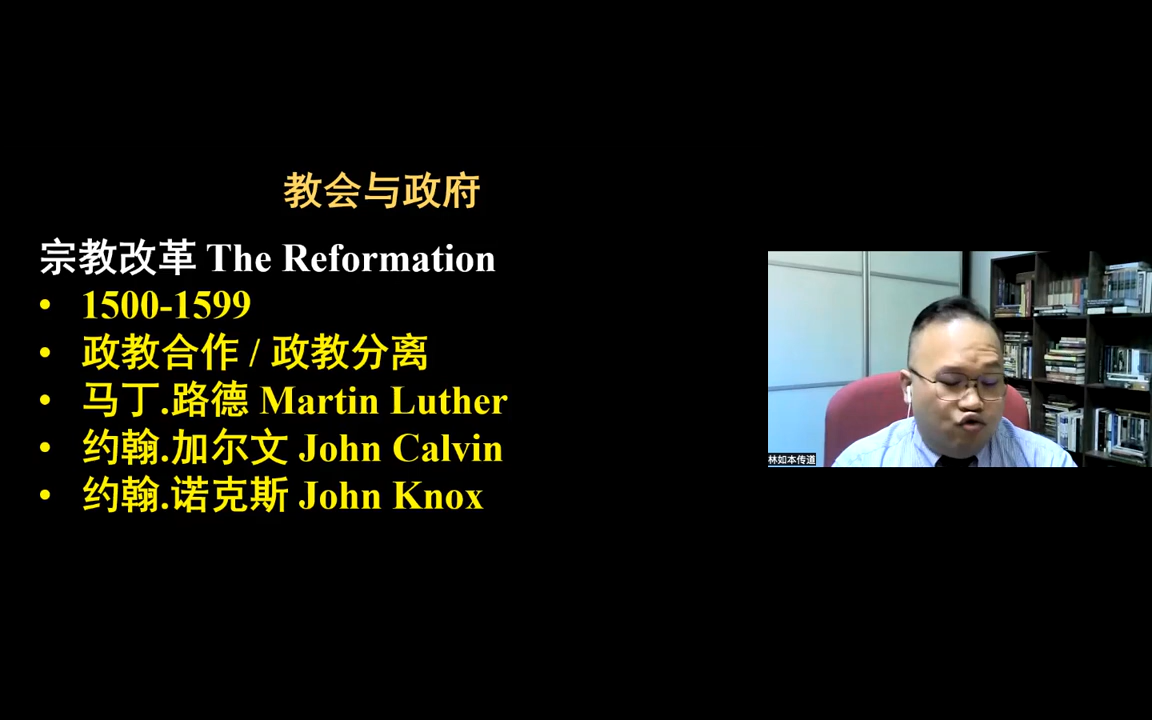 教会与政府
宗教改革 The Reformation
• 1500-1599
• 政教合作 / 政教分离
• 马丁.路德 Martin Luther
• 约翰.加尔文 John Calvin
• 约翰.诺克斯 John Knox
林如本传道